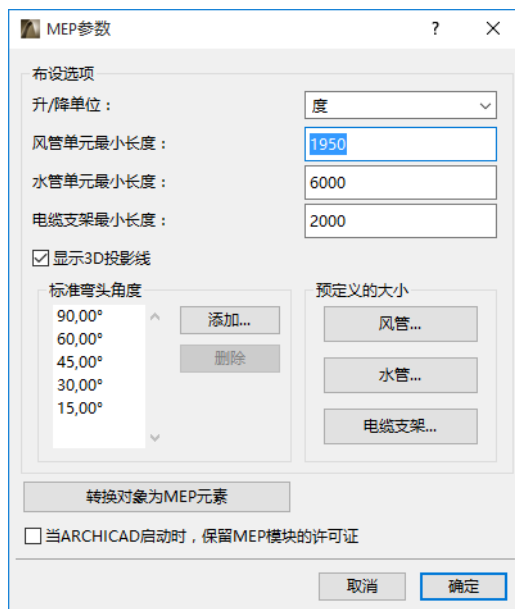 MEP参数
?
布设选项
升/降单位：
度
风管单元最小长度：
1950
水管单元最小长度：
6000
电缆支架最小长度：
2000
显示3D投影线
标准弯头角度
90,00°
60,00°
45,00°
30,00°
15,00°
添加...
删除
预定义的大小
风管...
水管...
电缆支架...
转换对象为MEP元素
当ARCHICAD启动时，保留MEP模块的许可证
取消
确定